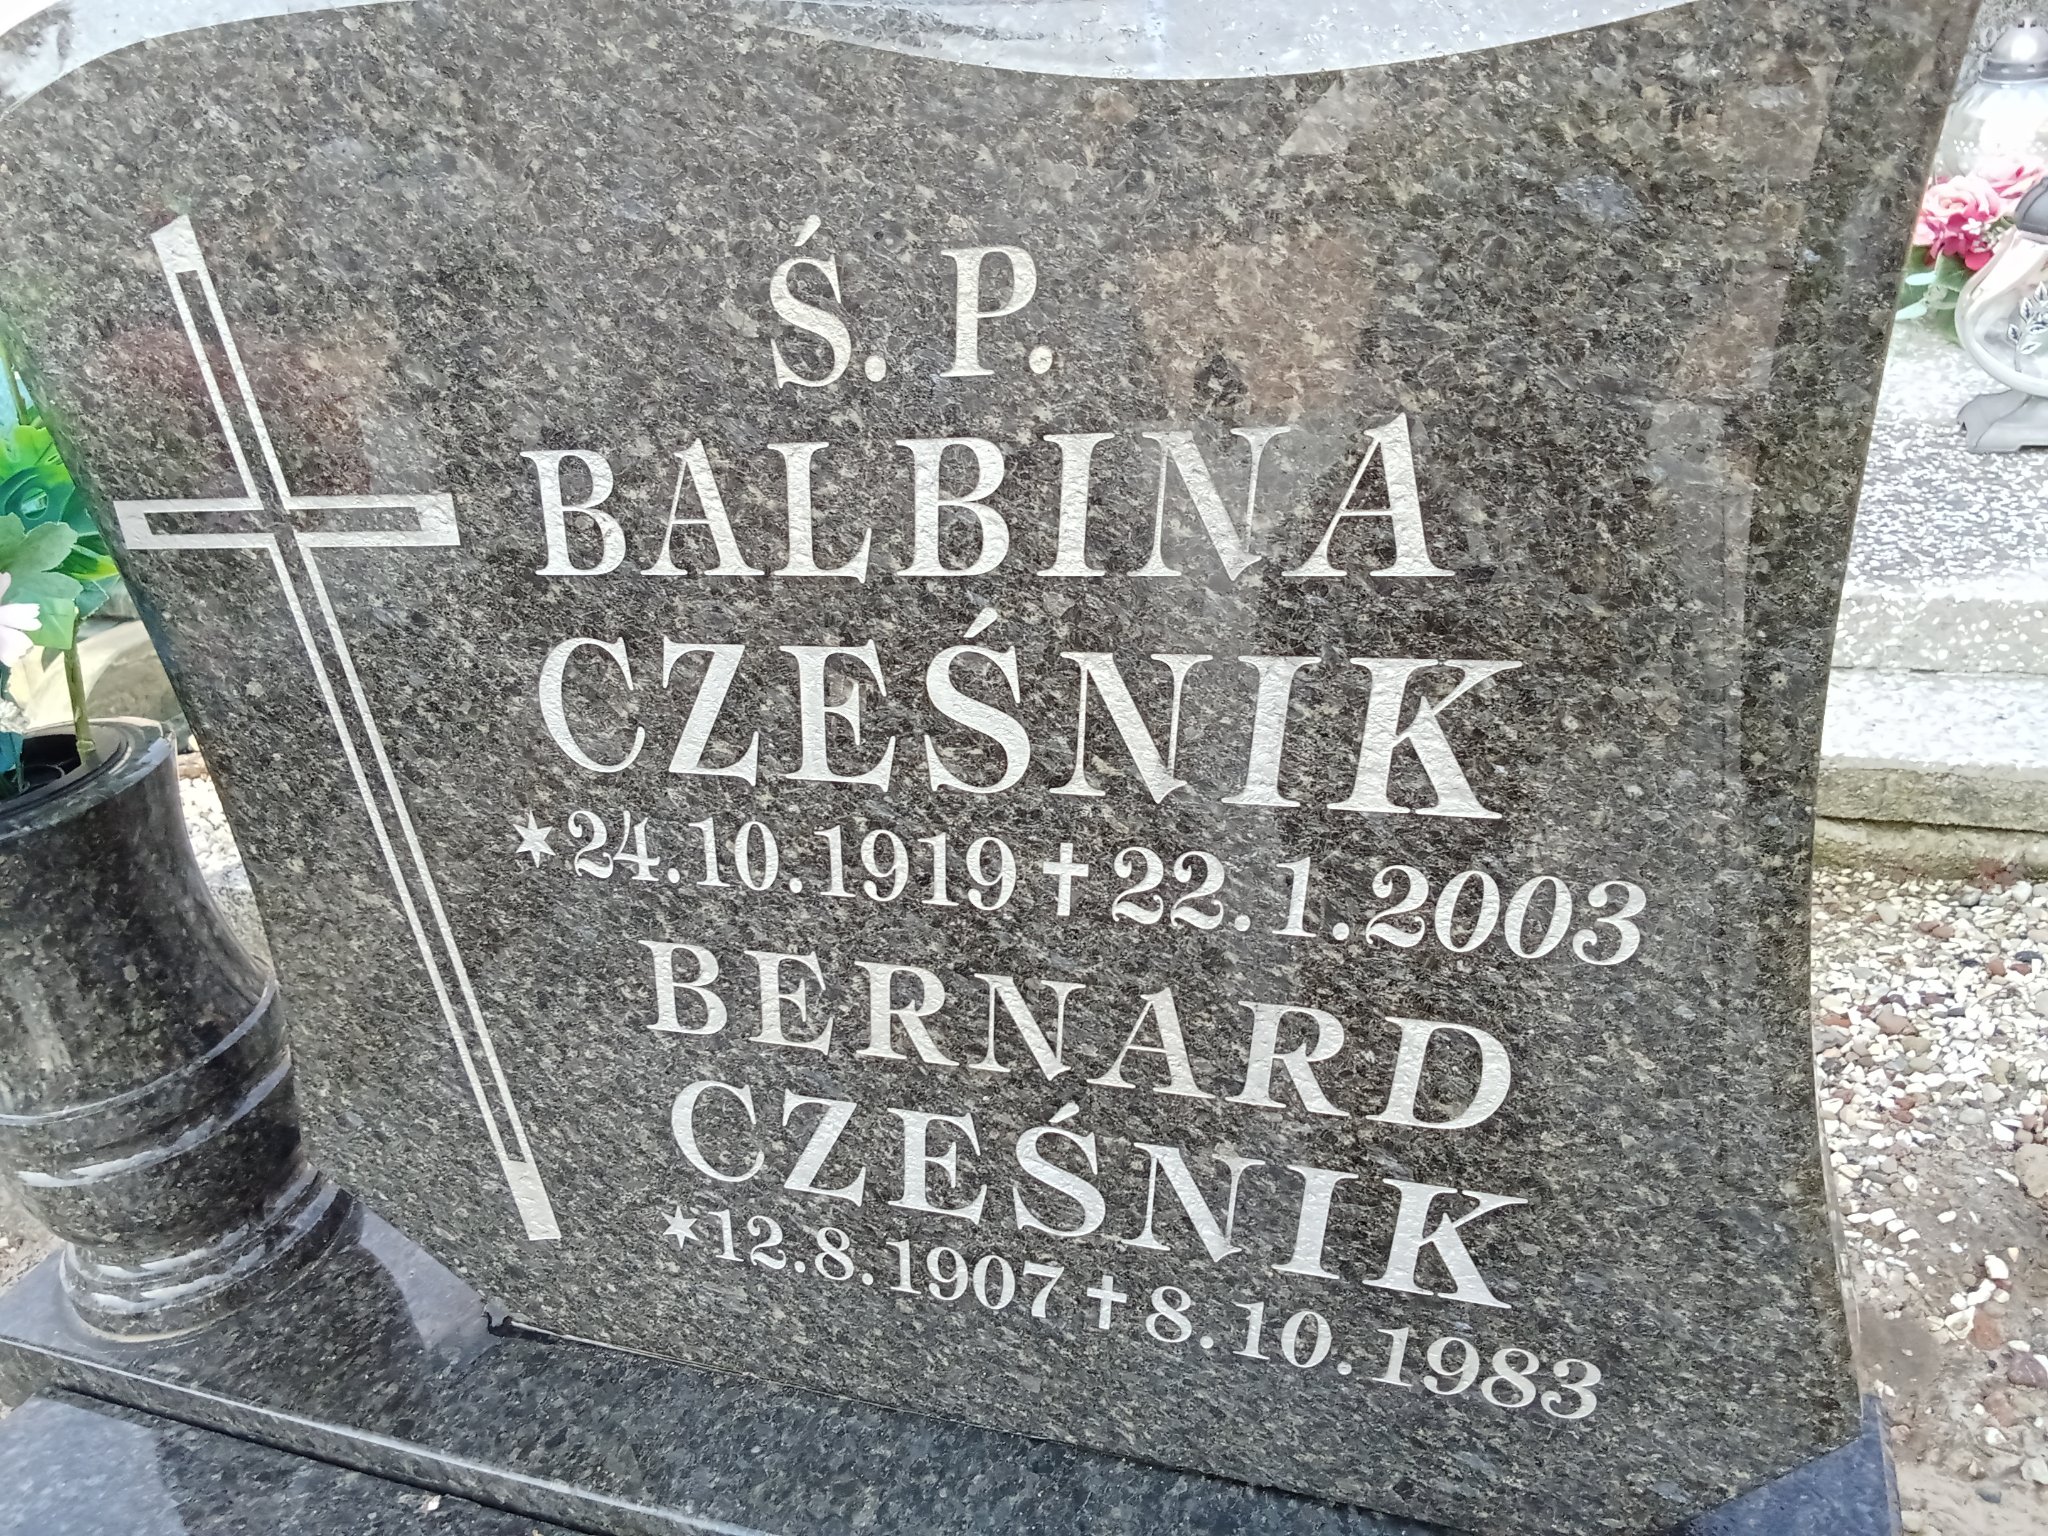 Ś. P.
BALBINA
CZEŚNIK
* 24.10.1919 + 22.1.2003
BERNARD
CZEŚNIK
* 12.8.1907 + 8.10.1983